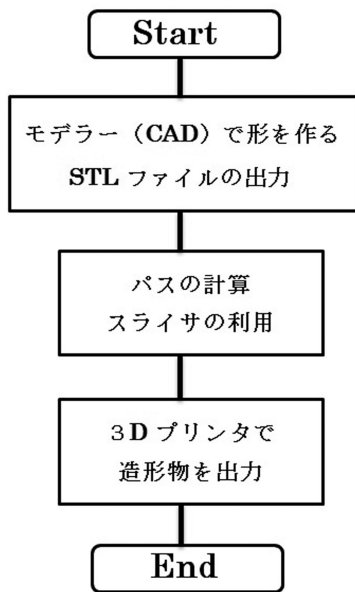 Start
モデラー（CAD）で形を作る
STL ファイルの出力
パスの計算
スライサの利用
３D プリンタで
造形物を出力
End